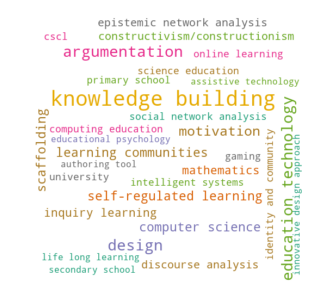 epistemic network analysis
cscl constructivism/constructionism
argumentation online learning
science education
primary school assistive technology
knowledge building
social network analysis
computing education motivation
educational psychology
learning communities gaming
authoring tool mathematics
university intelligent systems
self-regulated learning
inquiry learning
computer science
design
life long learning discourse analysis
secondary school
scaffolding
identity and community
education technology
innovative design approach